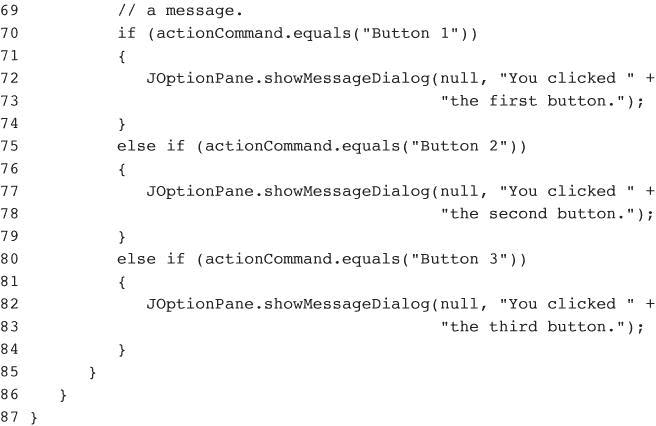 69          // a message.
70          if (actionCommand.equals("Button 1"))
71          {
72             JOptionPane.showMessageDialog(null, "You clicked " +
73                                           "the first button.");
74          }
75          else if (actionCommand.equals("Button 2"))
76          {
77             JOptionPane.showMessageDialog(null, "You clicked " +
78                                           "the second button.");
79          }
80          else if (actionCommand.equals("Button 3"))
81          {
82             JOptionPane.showMessageDialog(null, "You clicked " +
83                                           "the third button.");
84          }
85       }
86    }
87 }